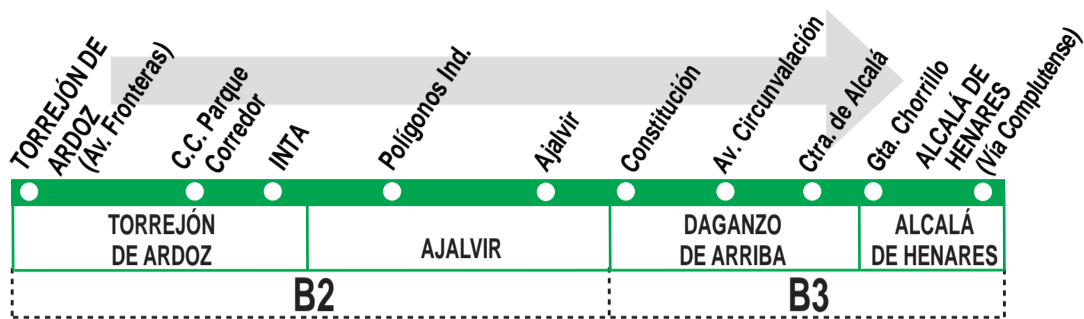 TORREJÓN DE
ARDOZ
(Av. Fronteras)
C.C. Parque
Corredor
INTA
Polígonos Ind.
Ajalvir
Constitución
Av. Circunvalación
Ctra. de Alcalá
Gta. Chorrillo
ALCALÁ DE
HENARES
(Vía Complutense)
TORREJÓN
DE ARDOZ
AJALVIR
DAGANZO
DE ARRIBA
ALCALÁ
DE HENARES
B2
B3